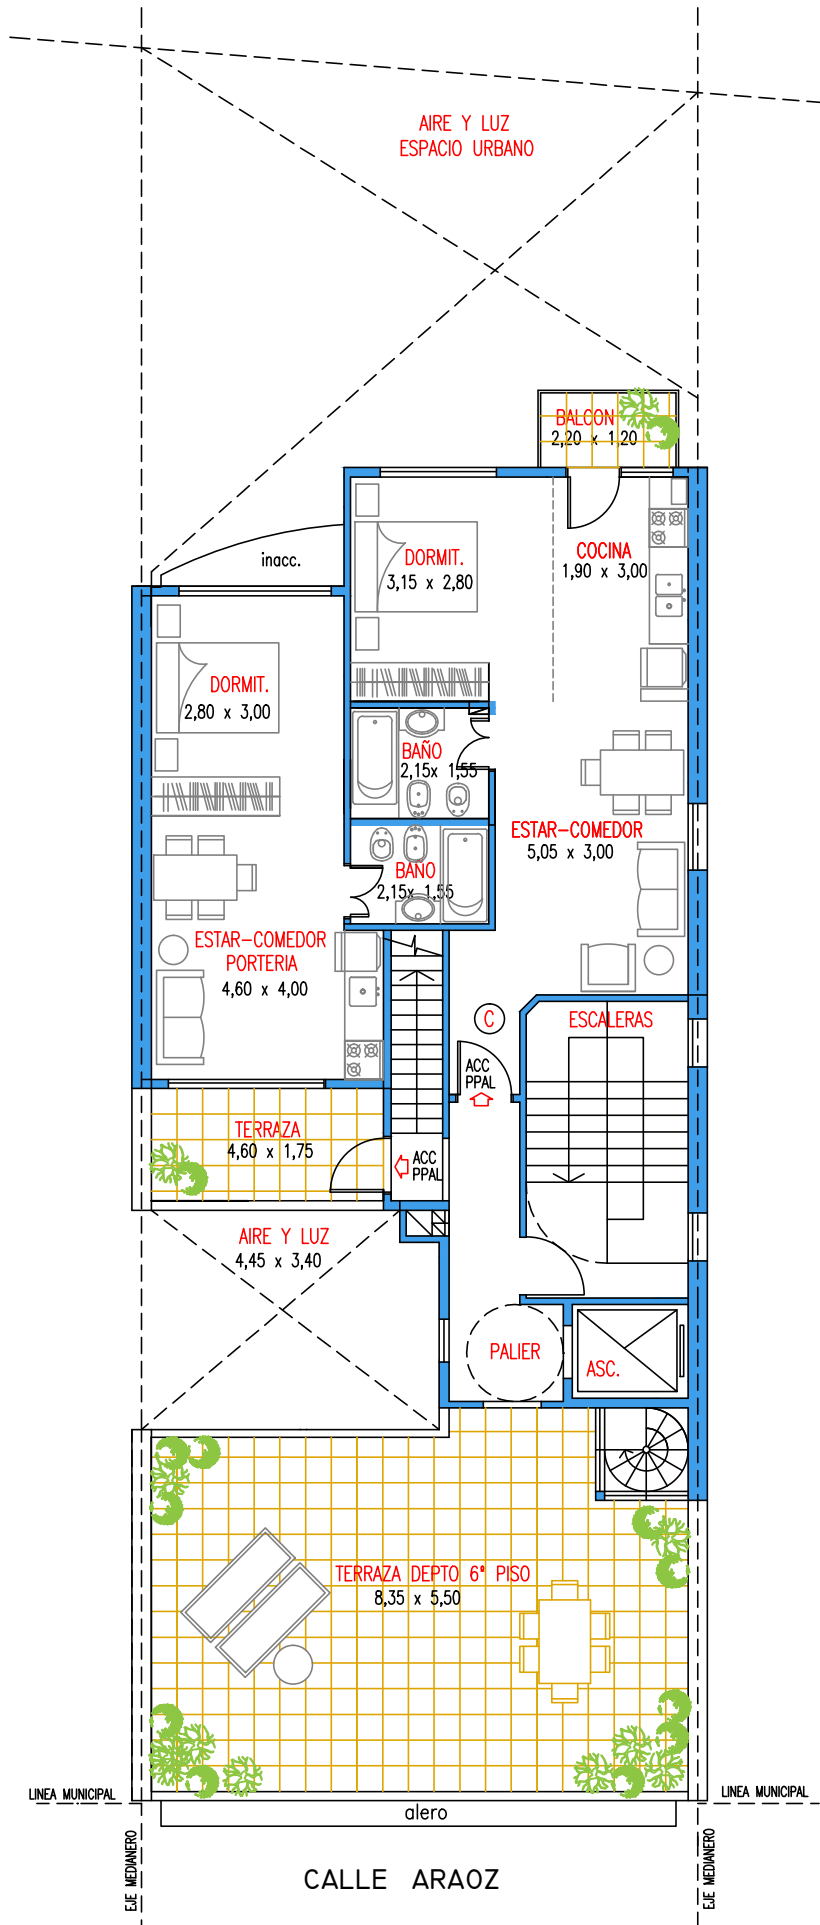 AIRE Y LUZ
ESPACIO URBANO
BALCON
2,20 x 1,20
inacc.
DORMIT.
3,15 x 2,80
COCINA
1,90 x 3,00
DORMIT.
2,80 x 3,00
BAÑO
2,15x 1,55
ESTAR-COMEDOR
5,05 x 3,00
BAÑO
2,15x 1,55
ESTAR-COMEDOR
PORTERIA
4,60 x 4,00
C
ESCALERAS
ACC
PPAL
TERRAZA
4,60 x 1,75
ACC
PPAL
AIRE Y LUZ
4,45 x 3,40
PALIER
ASC.
TERRAZA DEPTO 6° PISO
8,35 x 5,50
LINEA MUNICIPAL
LINEA MUNICIPAL
alero
EJE MEDIANERO
EJE MEDIANERO
CALLE ARAOZ